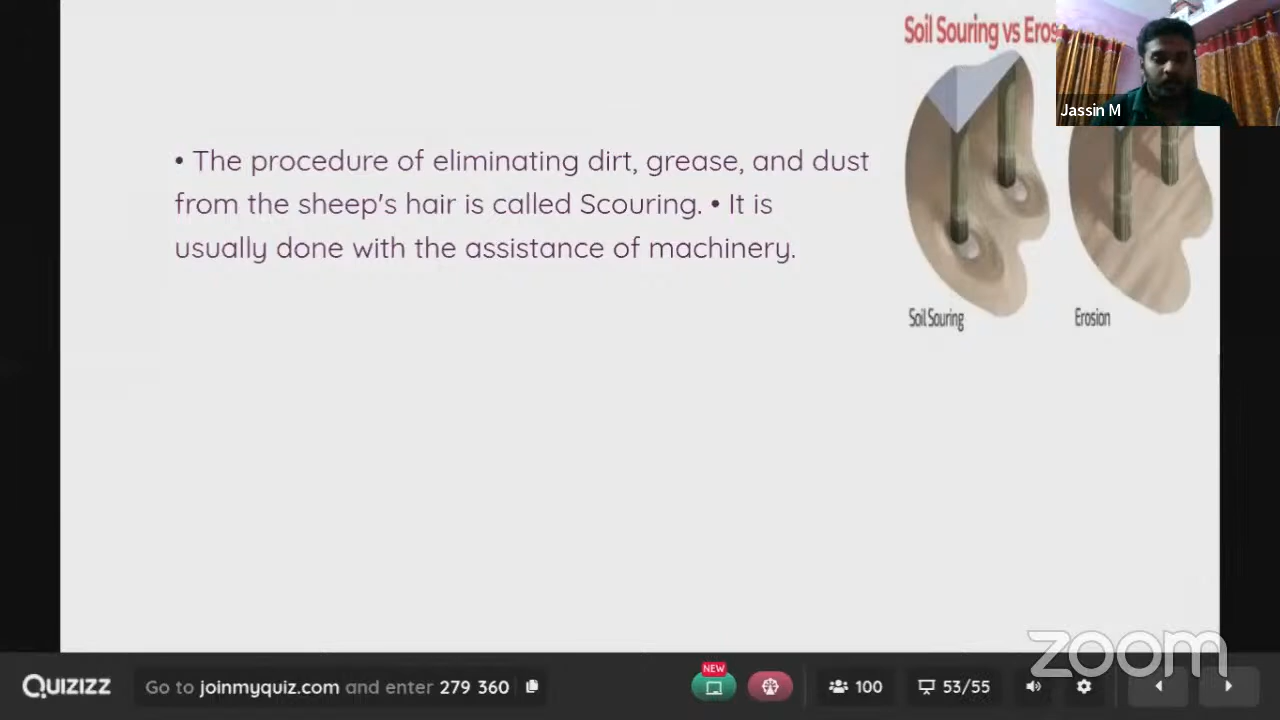 Soil Souring vs Eros
Jassin M
• The procedure of eliminating dirt, grease, and dust
from the sheep's hair is called Scouring. • It is
usually done with the assistance of machinery.
Soil Souring
Erosion
zoom
QUIZIZZ
Go to joinmyquiz.com and enter 279 360
NEW
100
53/55